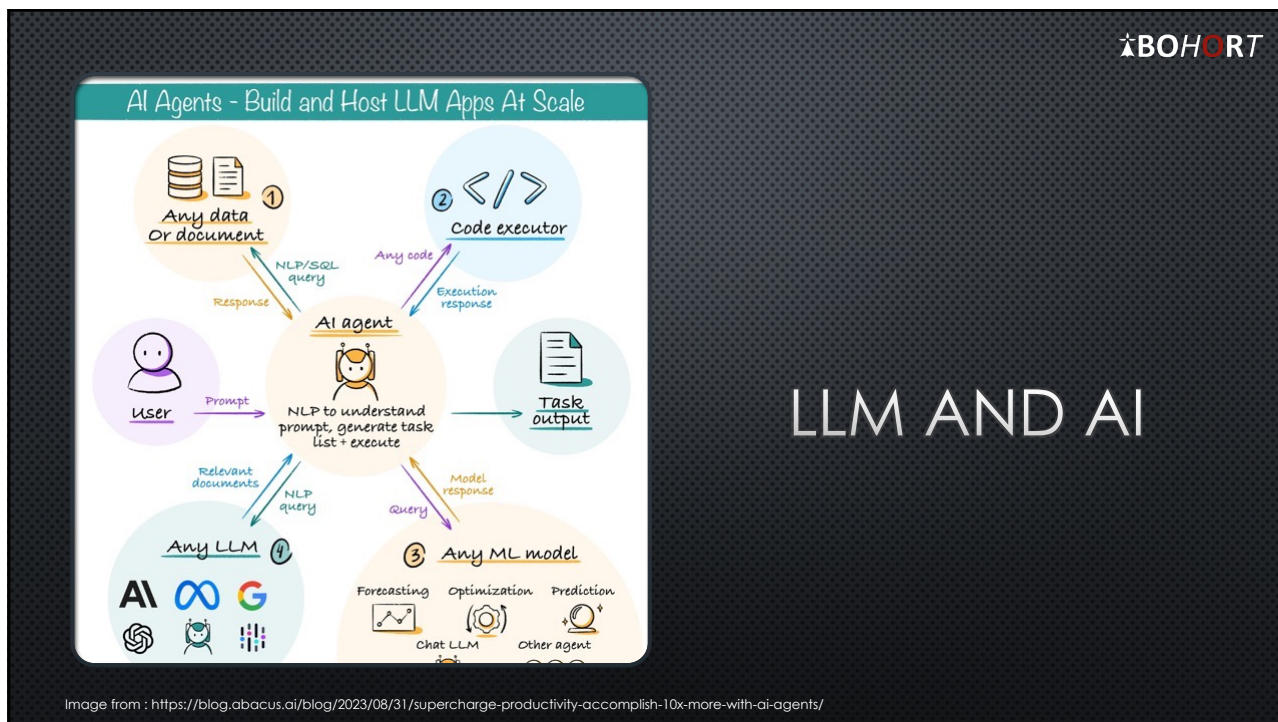 BOHORT
AI Agents - Build and Host LLM Apps At Scale
1
Any data
Or document
2
</>
Code executor
NLP/SQL
query
Response
Any code
Execution
response
AI agent
NLP to understand
prompt, generate task
list + execute
User
Prompt
Task
output
Relevant
documents
NLP
query
Model
response
Query
Any LLM 4
3 Any ML model
Forecasting Optimization Prediction
Chat LLM Other agent
LLM AND AI
Image from : https://blog.abacus.ai/blog/2023/08/31/supercharge-productivity-accomplish-10x-more-with-ai-agents/